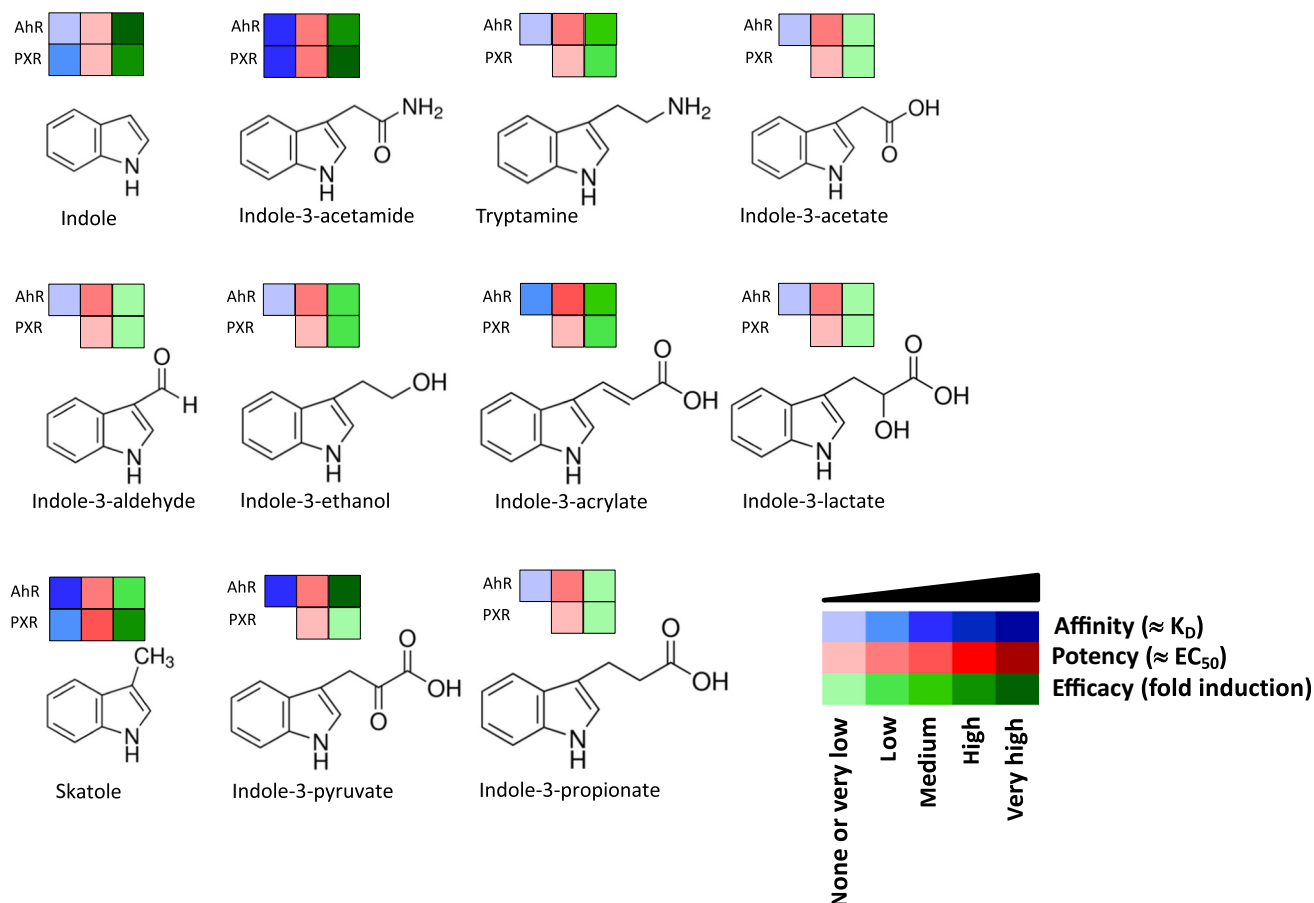 AhR
PXR
NH₂
O
N
H
Indole
Indole-3-acetamide
AhR
PXR
N
H
AhR
PXR
NH₂
N
H
Tryptamine
AhR
PXR
OH
O
N
H
Indole-3-acetate
AhR
PXR
O
H
N
H
Indole-3-aldehyde
AhR
PXR
OH
N
H
Indole-3-ethanol
AhR
PXR
O
OH
N
H
Indole-3-acrylate
AhR
PXR
O
OH
OH
N
H
Indole-3-lactate
AhR
PXR
CH₃
N
H
Skatole
AhR
PXR
O
OH
O
N
H
Indole-3-pyruvate
AhR
PXR
O
OH
N
H
Indole-3-propionate
Affinity (≈ K_D)
Potency (≈ EC₅₀)
Efficacy (fold induction)
None or very low
Low
Medium
High
Very high